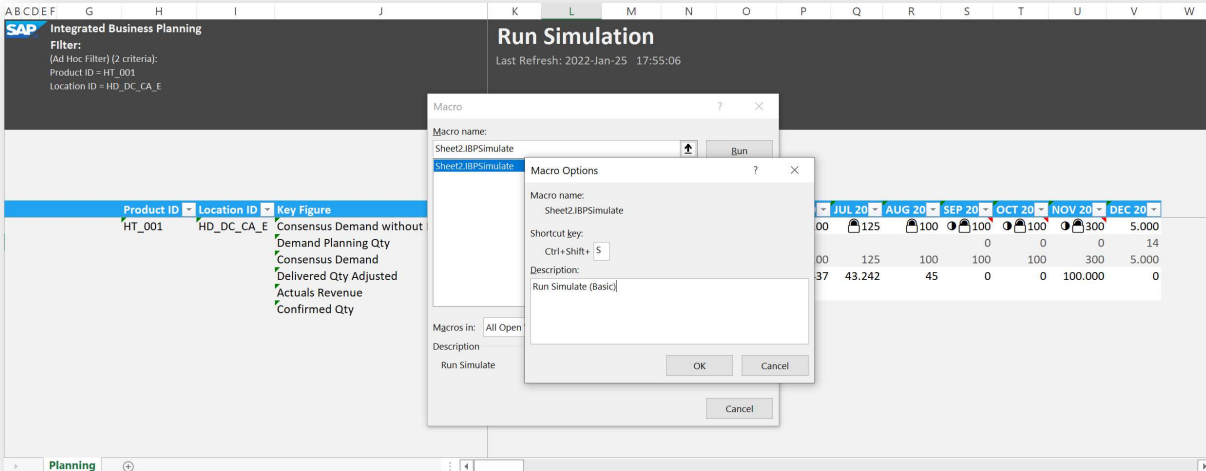 A B C D E F G H I J K L M N O P Q R S T U V W
SAP Integrated Business Planning
Run Simulation
FIlter:
(Ad Hoc Filter) (2 criteria):
Last Refresh: 2022-Jan-25 17:55:06
Product ID = HT_001
Location ID = HD_DC_CA_E
Macro ? ×
Macro name:
Sheet2.IBPSimulate
Run
Sheet2.IBPSimulate
Macro Options ? ×
Macro name:
Sheet2.IBPSimulate
Shortcut key:
Ctrl+Shift+ S
Description:
Run Simulate (Basic)
OK Cancel
Macros in: All Open
Description
Run Simulate
Cancel
Product ID Location ID Key Figure JUL 20 AUG 20 SEP 20 OCT 20 NOV 20 DEC 20
HT_001 HD_DC_CA_E Consensus Demand without 00 125 100 100 100 300 5.000
Demand Planning Qty 0 0 0 14
Consensus Demand 00 125 100 100 100 300 5.000
Delivered Qty Adjusted 37 43.242 45 0 0 100.000 0
Actuals Revenue
Confirmed Qty
Planning